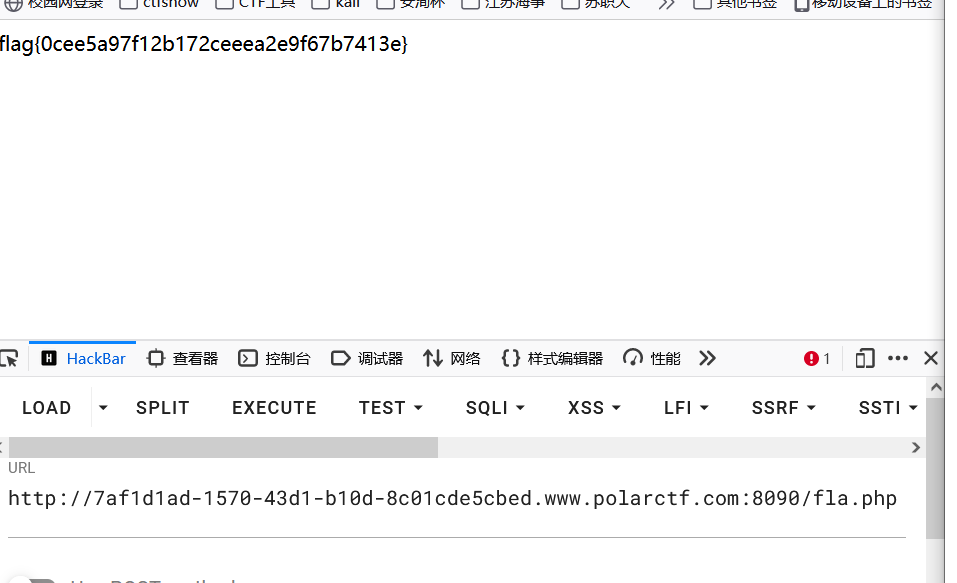 校园网登录 ctfshow CTF工具 kali 安洵杯 江苏海事 苏职大 其他书签 移动设备上的书签
flag{0cee5a97f12b172ceeea2e9f67b7413e}
HackBar 查看器 控制台 调试器 网络 样式编辑器 性能 1
LOAD SPLIT EXECUTE TEST SQLI XSS LFI SSRF SSTI
URL
http://7af1d1ad-1570-43d1-b10d-8c01cde5cbed.www.polarctf.com:8090/fla.php